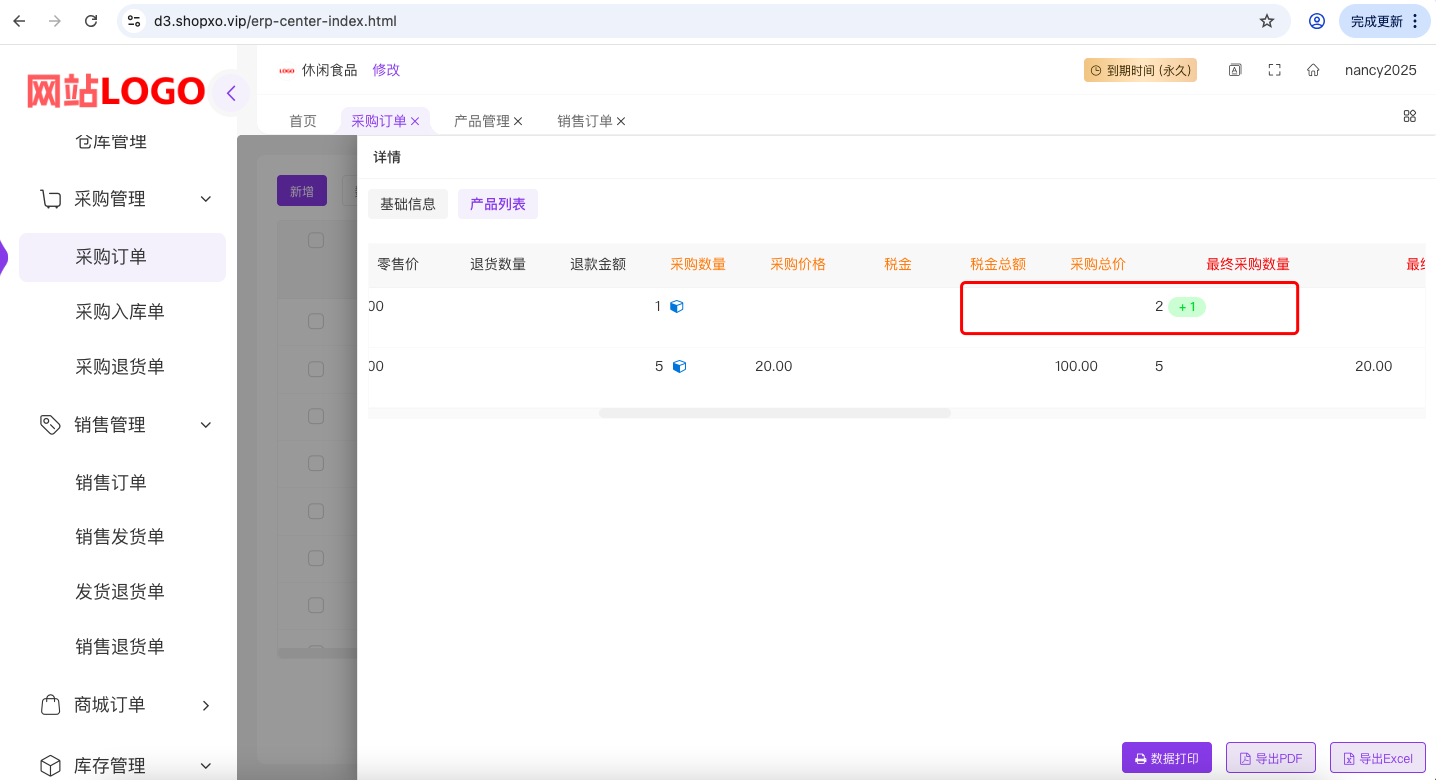 d3.shopxo.vip/erp-center-index.html
完成更新
网站LOGO
LOGO 休闲食品 修改
到期时间 (永久)
nancy2025
首页 采购订单 产品管理 销售订单
仓库管理
采购管理
采购订单
采购入库单
采购退货单
销售管理
销售订单
销售发货单
发货退货单
销售退货单
商城订单
库存管理
新增
详情
基础信息 产品列表
零售价 退货数量 退款金额 采购数量 采购价格 税金 税金总额 采购总价 最终采购数量
00 1 2 + 1
00 5 20.00 100.00 5 20.00
数据打印 导出PDF 导出Excel